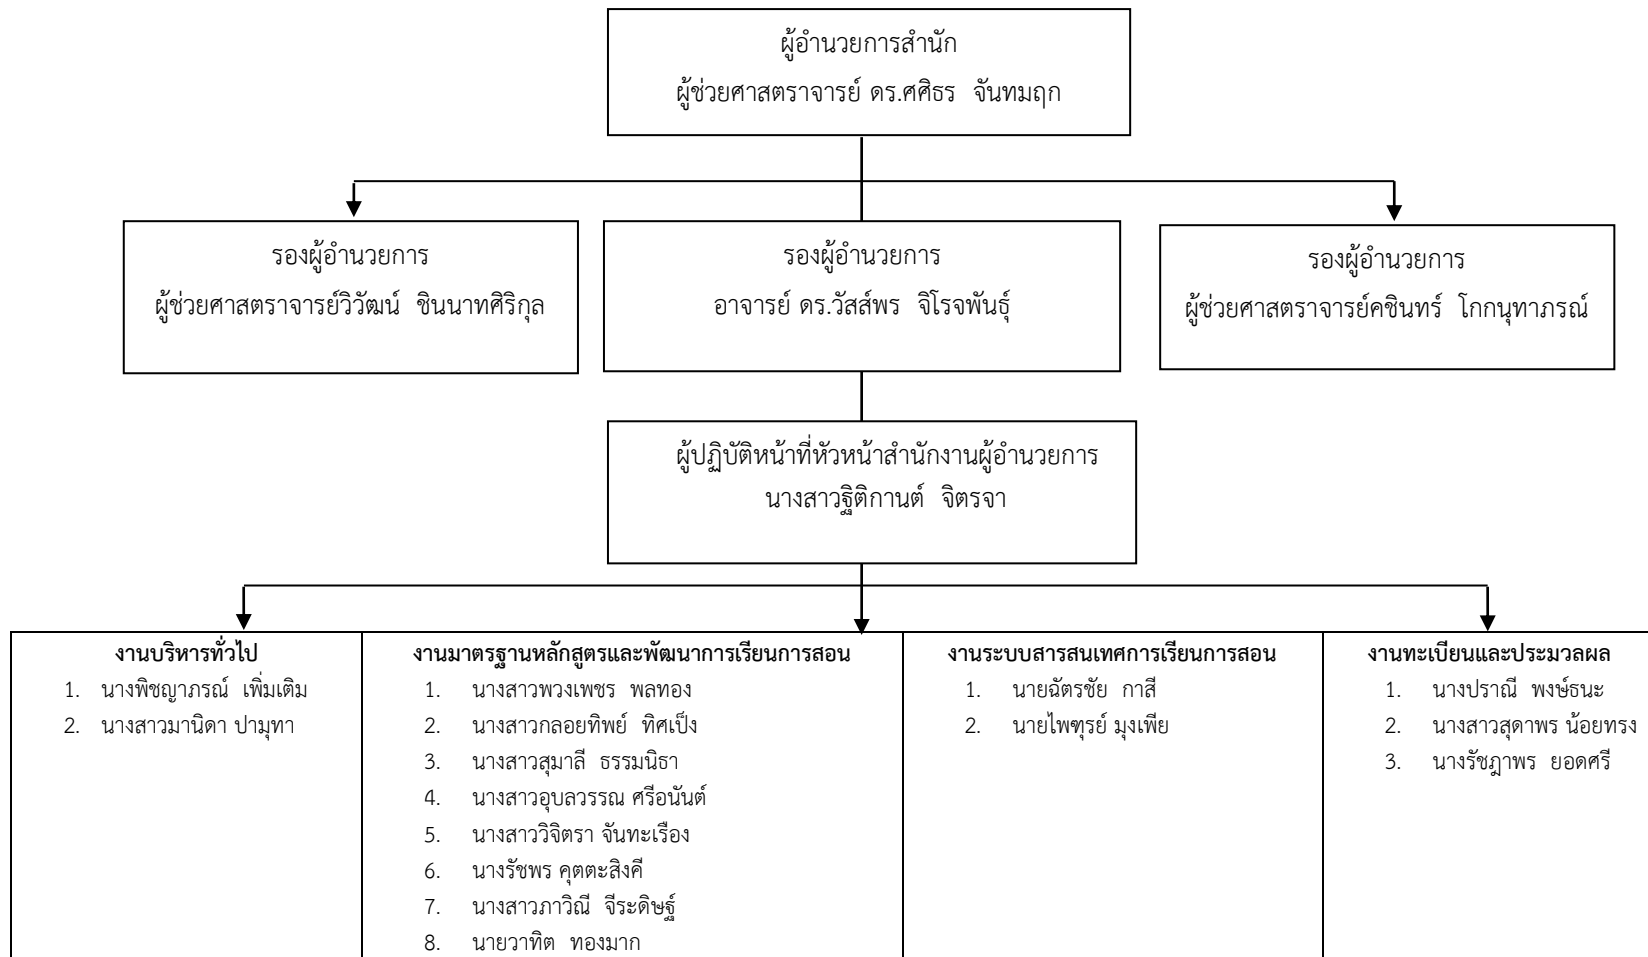 ผู้อำนวยการสำนัก
ผู้ช่วยศาสตราจารย์ ดร.ศศิธร จันทมฤก
รองผู้อำนวยการ
ผู้ช่วยศาสตราจารย์วิวัฒน์ ชินนาทศิริกุล
รองผู้อำนวยการ
อาจารย์ ดร.วัสส์พร จิโรจพันธุ์
รองผู้อำนวยการ
ผู้ช่วยศาสตราจารย์คชินทร์ โกกนุทาภรณ์
ผู้ปฏิบัติหน้าที่หัวหน้าสำนักงานผู้อำนวยการ
นางสาวฐิติกานต์ จิตรจา
งานบริหารทั่วไป
1. นางพิชญาภรณ์ เพิ่มเติม
2. นางสาวมานิดา ปามุทา
งานมาตรฐานหลักสูตรและพัฒนาการเรียนการสอน
1. นางสาวพวงเพชร พลทอง
2. นางสาวกลอยทิพย์ ทิศเป็ง
3. นางสาวสุมาลี ธรรมนิธา
4. นางสาวอุบลวรรณ ศรีอนันต์
5. นางสาววิจิตรา จันทะเรือง
6. นางรัชพร คุตตะสิงคี
7. นางสาวภาวิณี จีระดิษฐ์
8. นายวาทิต ทองมาก
งานระบบสารสนเทศการเรียนการสอน
1. นายฉัตรชัย กาสี
2. นายไพฑุรย์ มุงเพีย
งานทะเบียนและประมวลผล
1. นางปราณี พงษ์ธนะ
2. นางสาวสุดาพร น้อยทรง
3. นางรัชฎาพร ยอดศรี